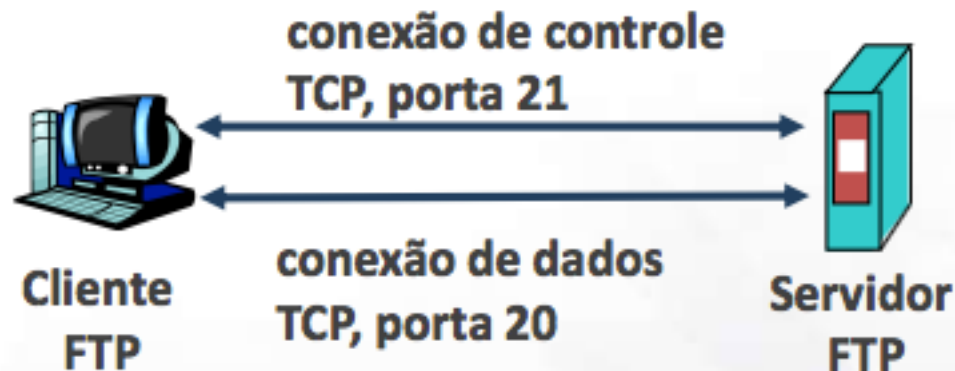 conexão de controle
TCP, porta 21
conexão de dados
TCP, porta 20
Cliente
FTP
Servidor
FTP